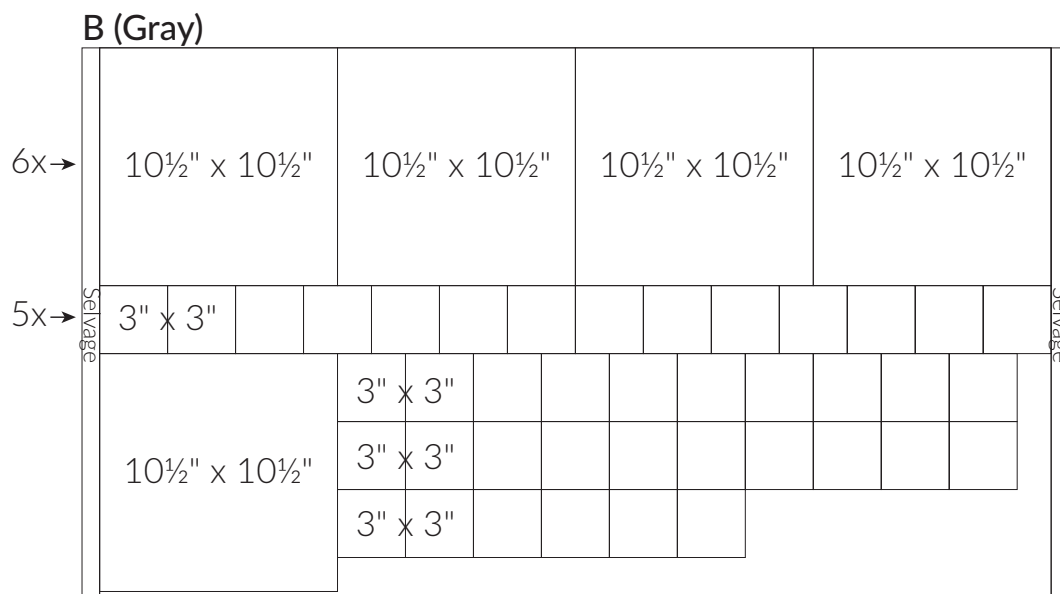 B (Gray)
6x
10½" x 10½" 10½" x 10½" 10½" x 10½" 10½" x 10½"
Selvage
Selvage
5x
3" x 3"
3" x 3"
10½" x 10½"
3" x 3"
3" x 3"